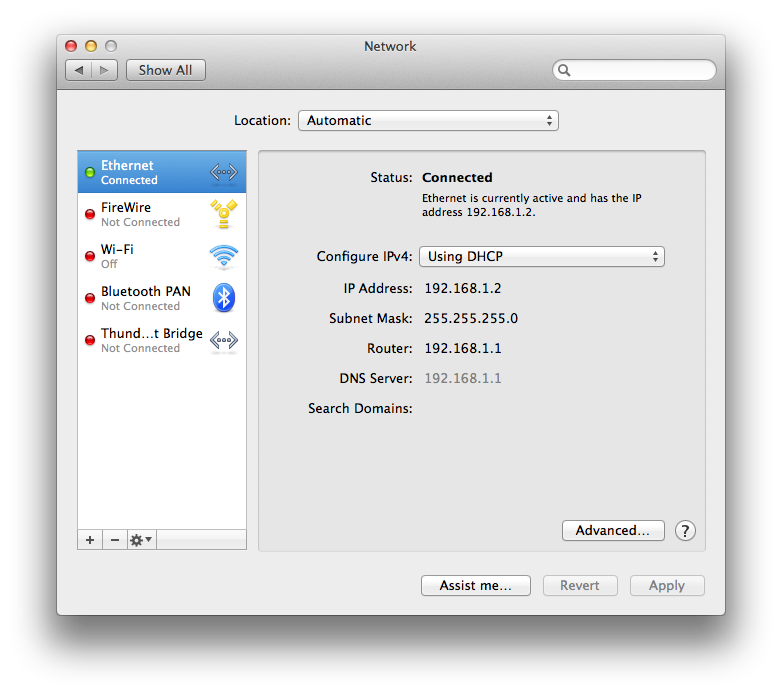 Network
Show All
Location: Automatic
Ethernet
Connected
FireWire
Not Connected
Wi-Fi
Off
Bluetooth PAN
Not Connected
Thund...t Bridge
Not Connected
Status: Connected
Ethernet is currently active and has the IP
address 192.168.1.2.
Configure IPv4: Using DHCP
IP Address: 192.168.1.2
Subnet Mask: 255.255.255.0
Router: 192.168.1.1
DNS Server: 192.168.1.1
Search Domains:
Advanced... ?
Assist me... Revert Apply